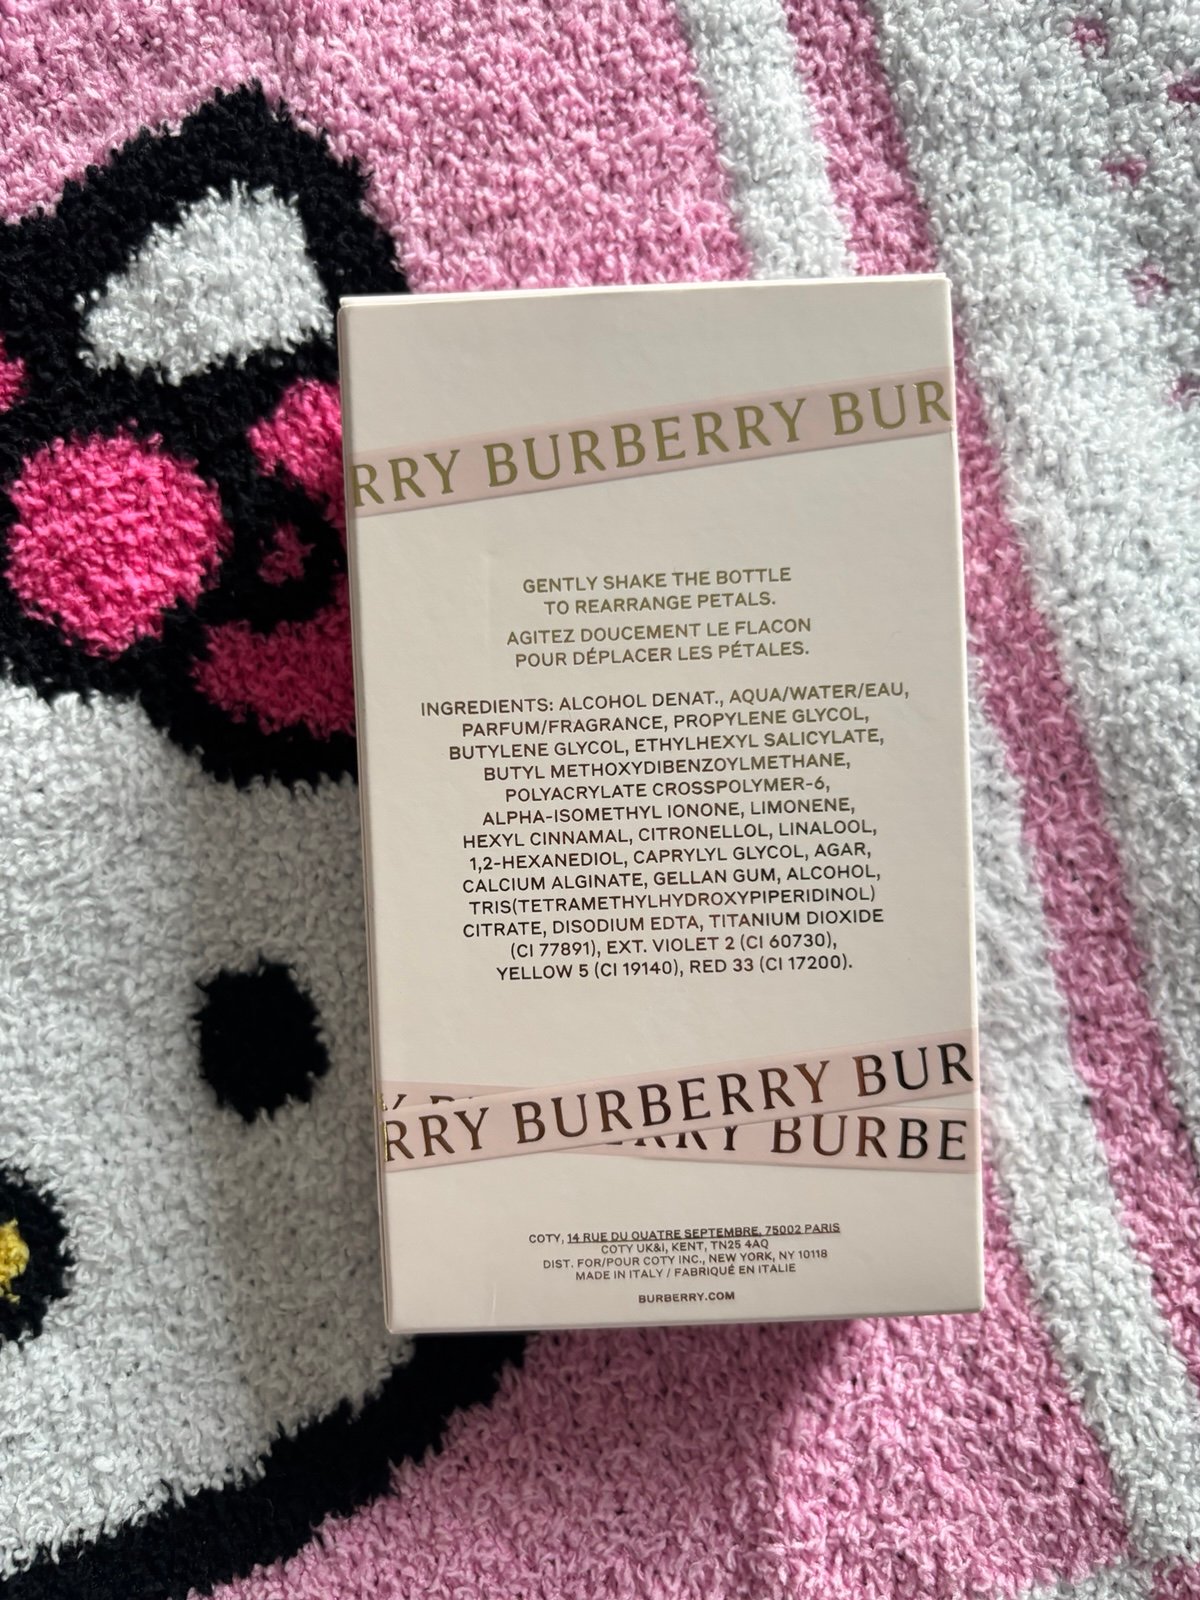 RRY BURBERRY BUR
GENTLY SHAKE THE BOTTLE
TO REARRANGE PETALS.
AGITEZ DOUCEMENT LE FLACON
POUR DÉPLACER LES PÉTALES.
INGREDIENTS: ALCOHOL DENAT., AQUA/WATER/EAU,
PARFUM/FRAGRANCE, PROPYLENE GLYCOL,
BUTYLENE GLYCOL, ETHYLHEXYL SALICYLATE,
BUTYL METHOXYDIBENZOYLMETHANE,
POLYACRYLATE CROSSPOLYMER-6,
ALPHA-ISOMETHYL IONONE, LIMONENE,
HEXYL CINNAMAL, CITRONELLOL, LINALOOL,
1,2-HEXANEDIOL, CAPRYLYL GLYCOL, AGAR,
CALCIUM ALGINATE, GELLAN GUM, ALCOHOL,
TRIS(TETRAMETHYLHYDROXYPIPERIDINOL)
CITRATE, DISODIUM EDTA, TITANIUM DIOXIDE
(CI 77891), EXT. VIOLET 2 (CI 60730),
YELLOW 5 (CI 19140), RED 33 (CI 17200).
RRY BURBERRY BUR
ERRY BURBE
COTY, 14 RUE DU QUATRE SEPTEMBRE, 75002 PARIS
COTY UK&I, KENT, TN25 4AQ
DIST. FOR/POUR COTY INC., NEW YORK, NY 10118
MADE IN ITALY / FABRIQUÉ EN ITALIE
BURBERRY.COM